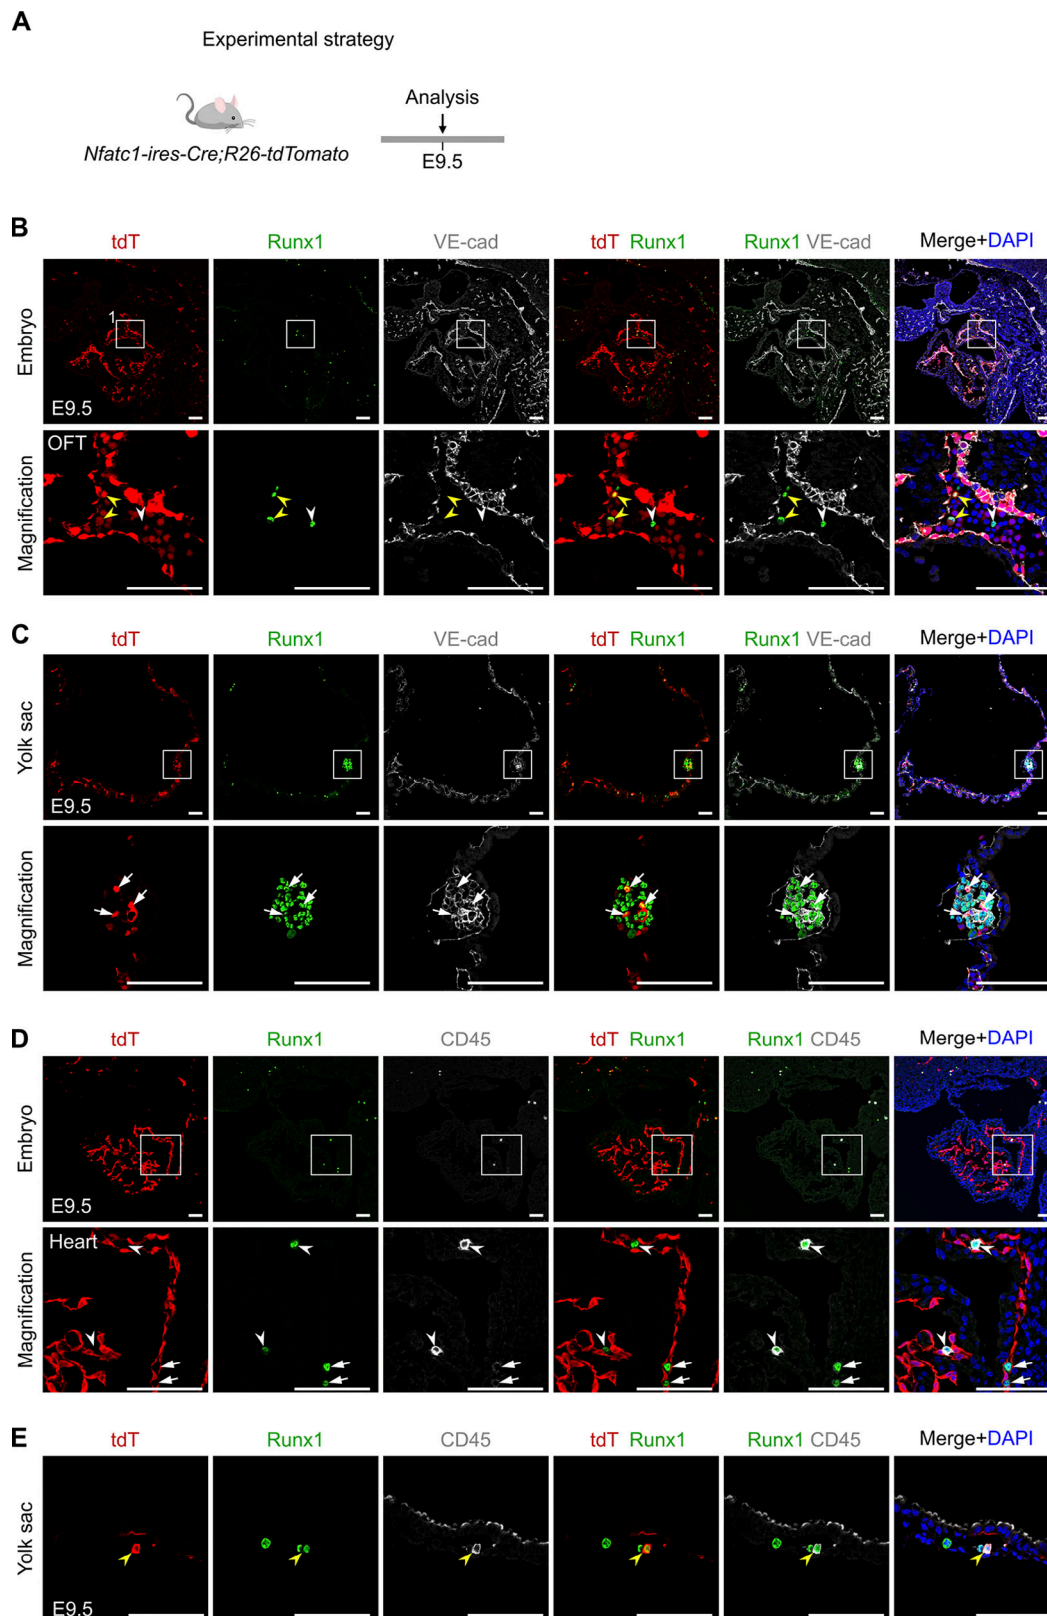 A
Experimental strategy
Analysis
Nfatc1-ires-Cre;R26-tdTomato
E9.5
B
tdT Runx1 VE-cad tdT Runx1 Runx1 VE-cad Merge+DAPI
Embryo
1
E9.5
Magnification
OFT
C
tdT Runx1 VE-cad tdT Runx1 Runx1 VE-cad Merge+DAPI
Yolk sac
E9.5
Magnification
D
tdT Runx1 CD45 tdT Runx1 Runx1 CD45 Merge+DAPI
Embryo
E9.5
Magnification
Heart
E
tdT Runx1 CD45 tdT Runx1 Runx1 CD45 Merge+DAPI
Yolk sac
E9.5